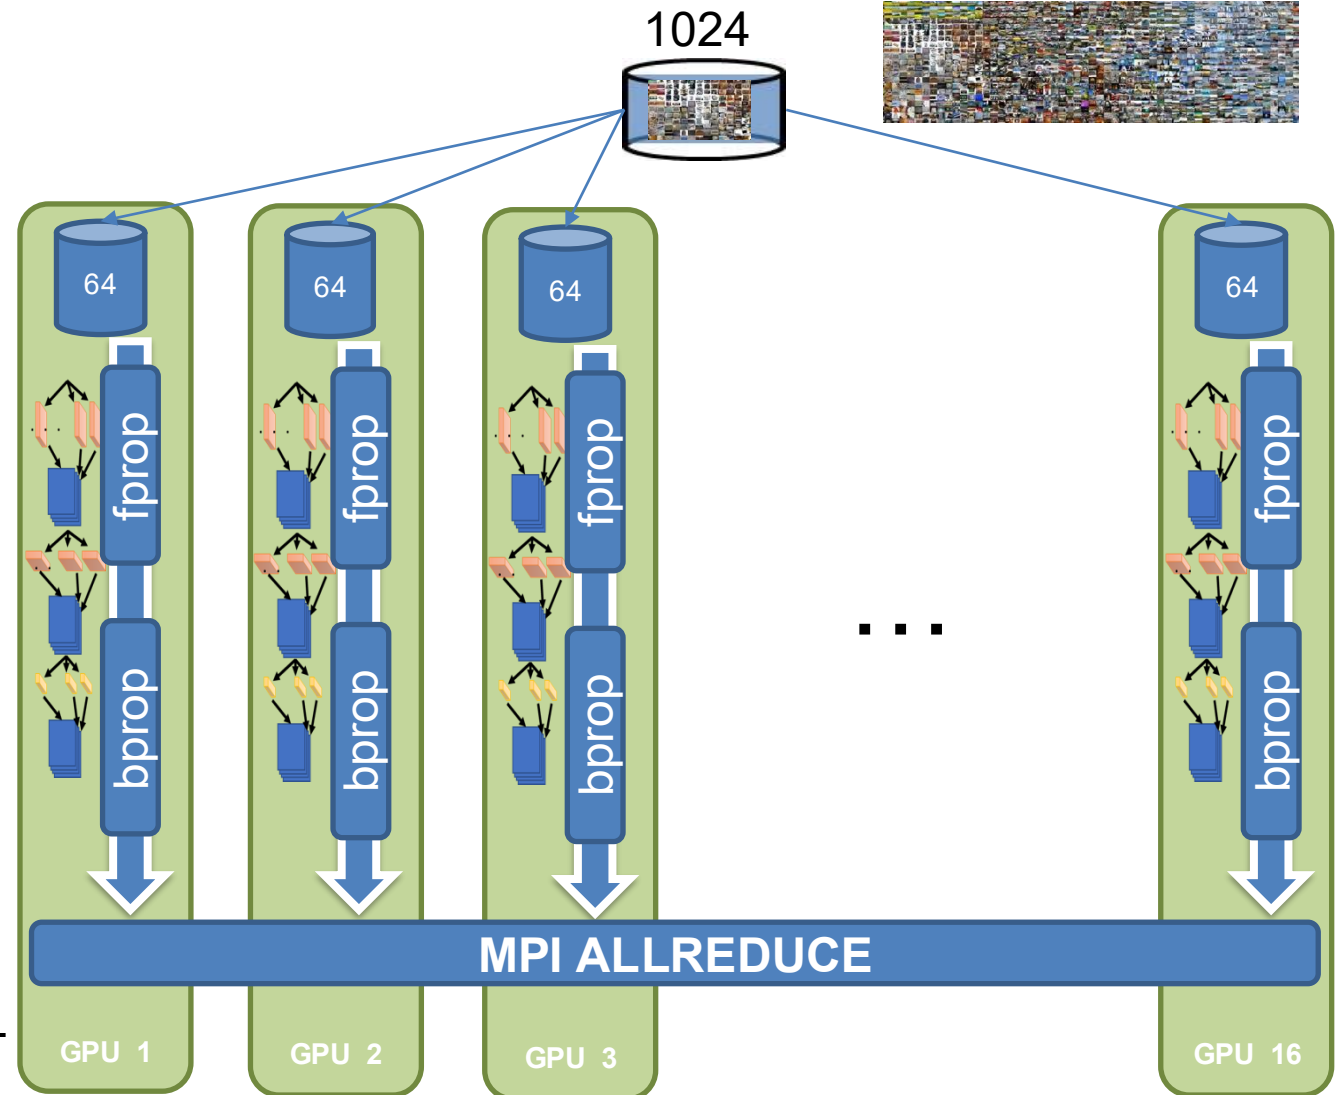 1024
64
64
64
64
fprop
fprop
fprop
fprop
. . .
bprop
bprop
bprop
bprop
MPI ALLREDUCE
GPU 1
GPU 2
GPU 3
GPU 16